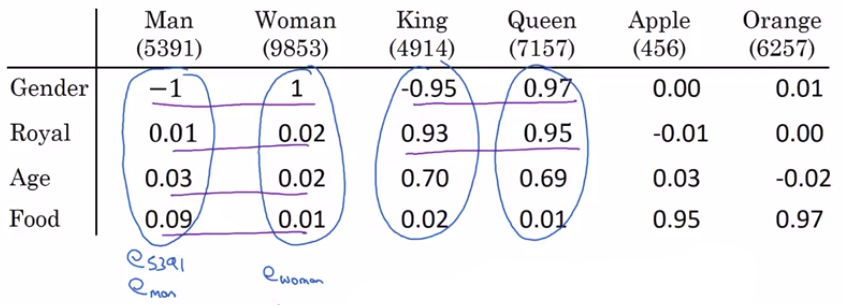 Man Woman King Queen Apple Orange
(5391) (9853) (4914) (7157) (456) (6257)
Gender −1 1 -0.95 0.97 0.00 0.01
Royal 0.01 0.02 0.93 0.95 -0.01 0.00
Age 0.03 0.02 0.70 0.69 0.03 -0.02
Food 0.09 0.01 0.02 0.01 0.95 0.97
e5391 ewoman
eman